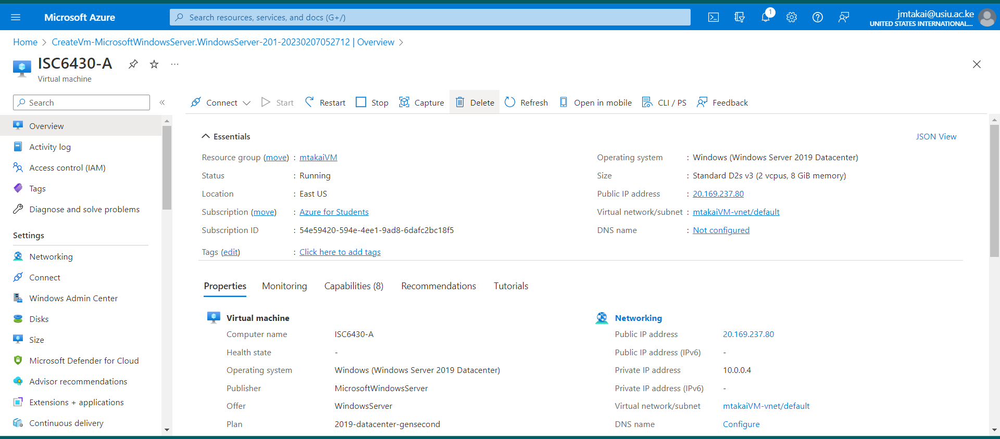 Microsoft Azure
Search resources, services, and docs (G+/)
1
jmtakai@usiu.ac.ke
UNITED STATES INTERNATIONAL...
Home > CreateVm-MicrosoftWindowsServer.WindowsServer-201-20230207052712 | Overview >
ISC6430-A ...
Virtual machine
Search «
Connect Start Restart Stop Capture Delete Refresh Open in mobile CLI / PS Feedback
Overview
Activity log
Access control (IAM)
Tags
Diagnose and solve problems
Settings
Networking
Connect
Windows Admin Center
Disks
Size
Microsoft Defender for Cloud
Advisor recommendations
Extensions + applications
Continuous delivery
Essentials
JSON View
Resource group (move) : mtakaiVM
Status : Running
Location : East US
Subscription (move) : Azure for Students
Subscription ID : 54e59420-594e-4ee1-9ad8-6dafc2bc18f5
Tags (edit) : Click here to add tags
Operating system : Windows (Windows Server 2019 Datacenter)
Size : Standard D2s v3 (2 vcpus, 8 GiB memory)
Public IP address : 20.169.237.80
Virtual network/subnet : mtakaiVM-vnet/default
DNS name : Not configured
Properties Monitoring Capabilities (8) Recommendations Tutorials
Virtual machine
Computer name ISC6430-A
Health state -
Operating system Windows (Windows Server 2019 Datacenter)
Publisher MicrosoftWindowsServer
Offer WindowsServer
Plan 2019-datacenter-gensecond
Networking
Public IP address 20.169.237.80
Public IP address (IPv6) -
Private IP address 10.0.0.4
Private IP address (IPv6) -
Virtual network/subnet mtakaiVM-vnet/default
DNS name Configure